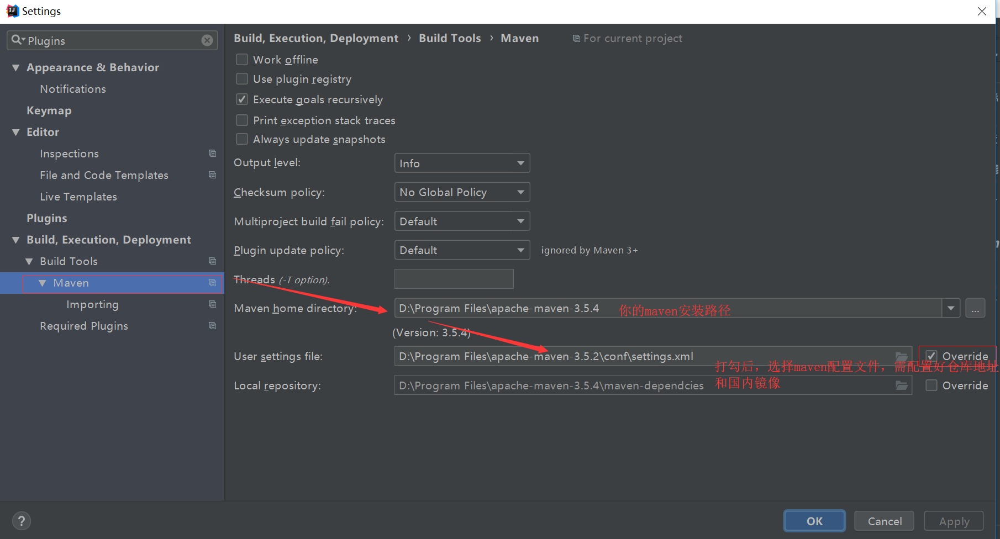 Settings
Plugins
Appearance & Behavior
Notifications
Keymap
Editor
Inspections
File and Code Templates
Live Templates
Plugins
Build, Execution, Deployment
Build Tools
Maven
Importing
Required Plugins
Build, Execution, Deployment › Build Tools › Maven For current project
Work offline
Use plugin registry
Execute goals recursively
Print exception stack traces
Always update snapshots
Output level: Info
Checksum policy: No Global Policy
Multiproject build fail policy: Default
Plugin update policy: Default ignored by Maven 3+
Threads (-T option).
Maven home directory: D:\Program Files\apache-maven-3.5.4 你的maven安装路径 ...
(Version: 3.5.4)
User settings file: D:\Program Files\apache-maven-3.5.2\conf\settings.xml Override
打勾后，选择maven配置文件，需配置好仓库地址
和国内镜像
Local repository: D:\Program Files\apache-maven-3.5.4\maven-dependcies Override
? OK Cancel Apply